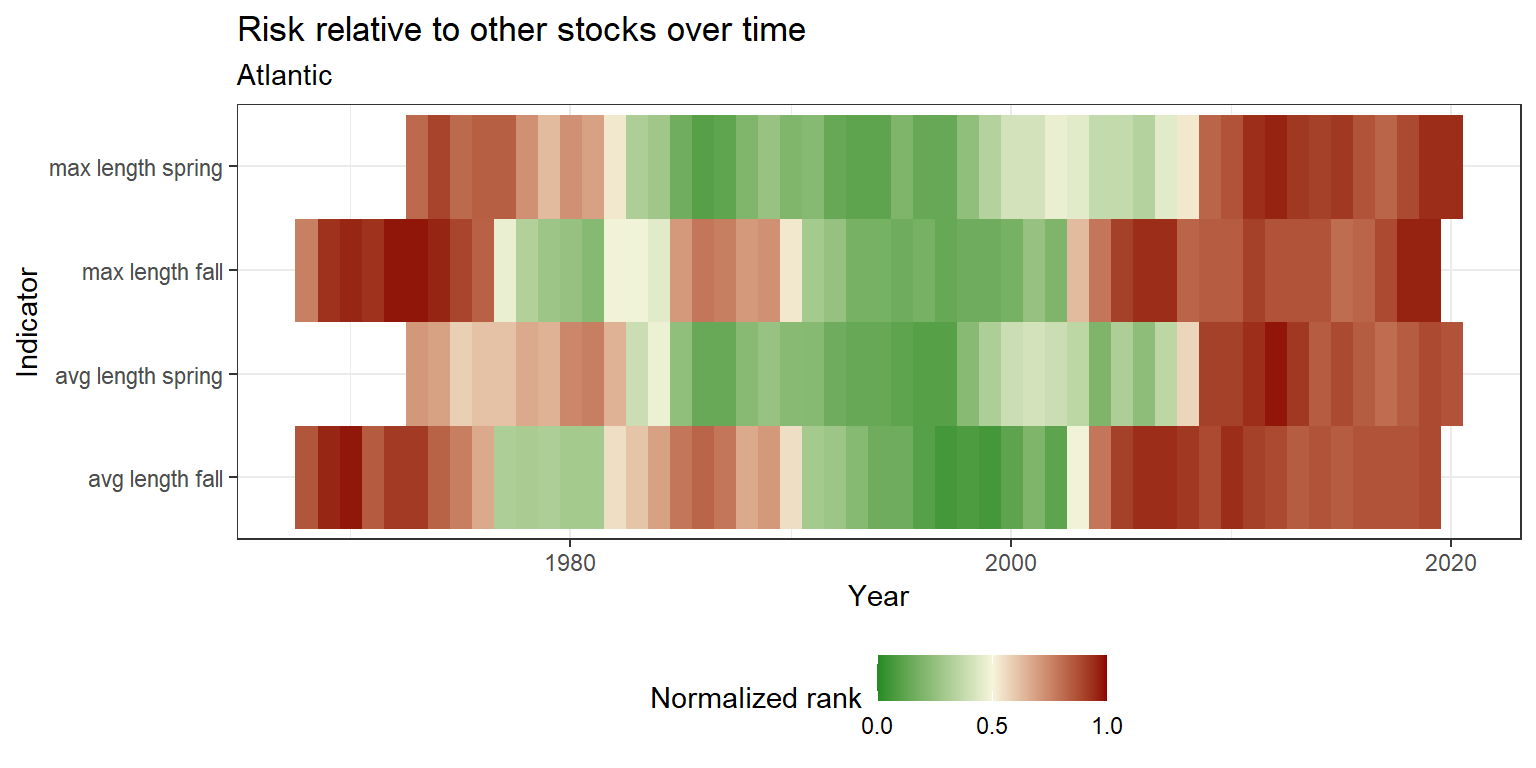 Risk relative to other stocks over time
Atlantic
Indicator
max length spring
max length fall
avg length spring
avg length fall
1980 2000 2020
Year
Normalized rank
0.0 0.5 1.0